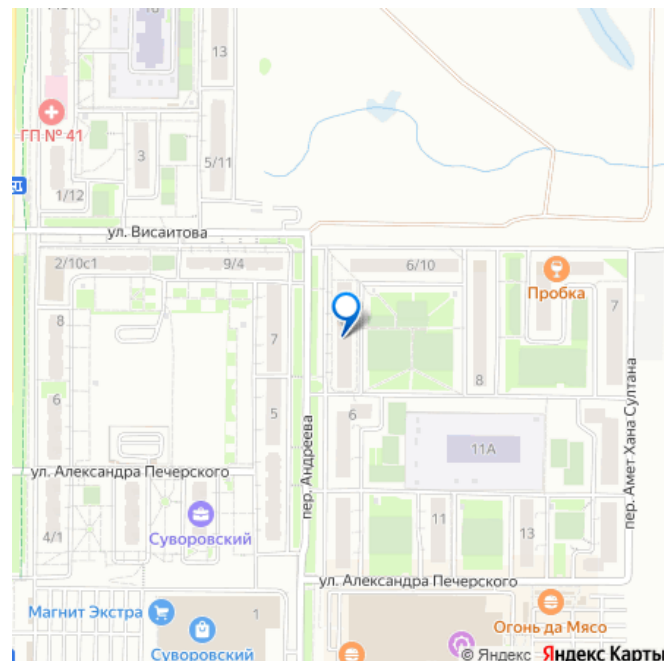 13
ГП № 41
3
5/11
1/12
ул. Висаитова
2/10с1
9/4
6/10
Пробка
8
7
7
6
5
6
8
11А
пер. Андреева
пер. Амет Хана Султана
ул. Александра Печерского
Суворовский
4/1
11
13
ул. Александра Печерского
Магнит Экстра
1
Суворовский
Огонь да Мясо
© Яндекс Яндекс Карты